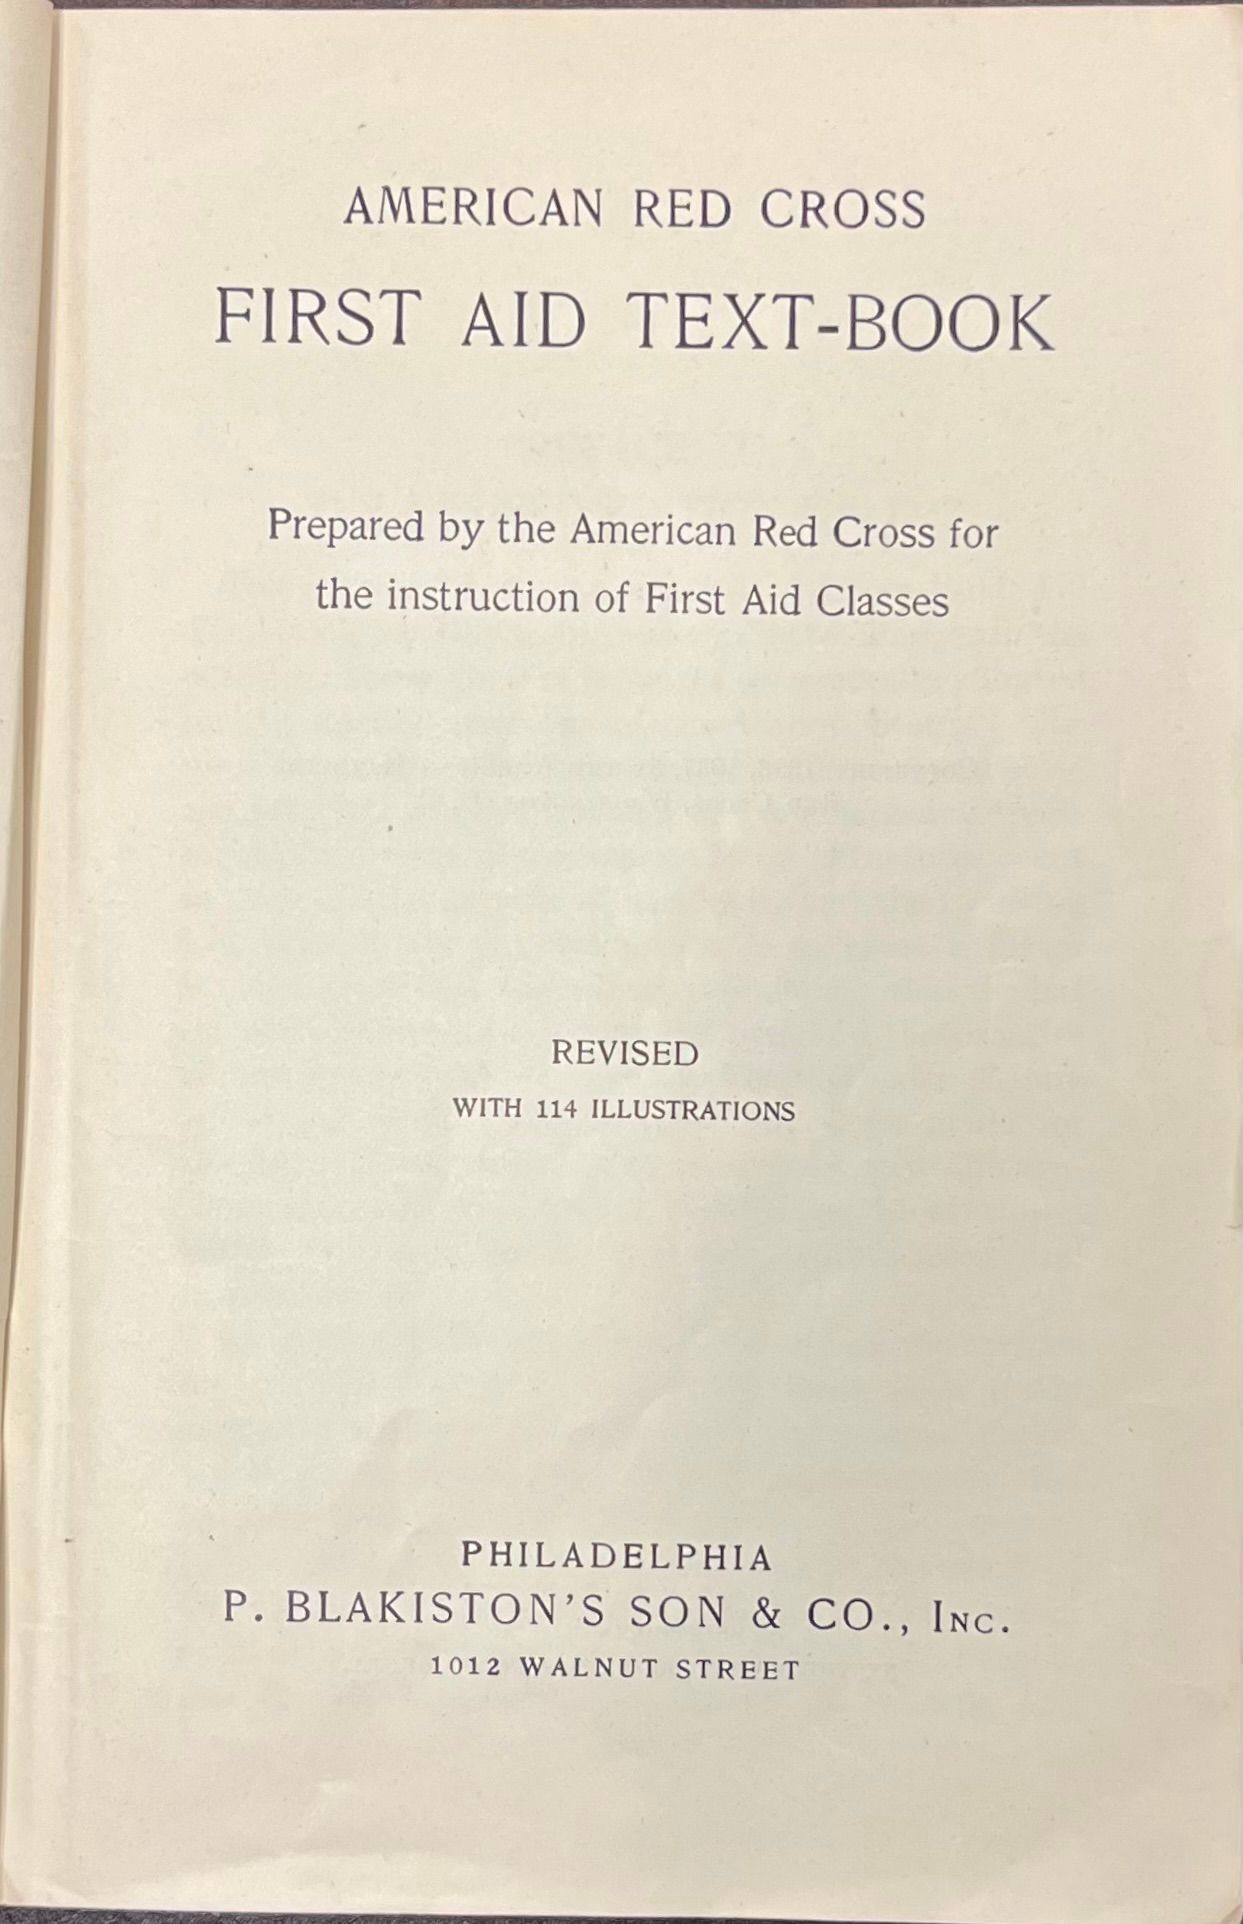 AMERICAN RED CROSS
FIRST AID TEXT-BOOK
Prepared by the American Red Cross for
the instruction of First Aid Classes
REVISED
WITH 114 ILLUSTRATIONS
PHILADELPHIA
P. BLAKISTON'S SON & CO., INC.
1012 WALNUT STREET